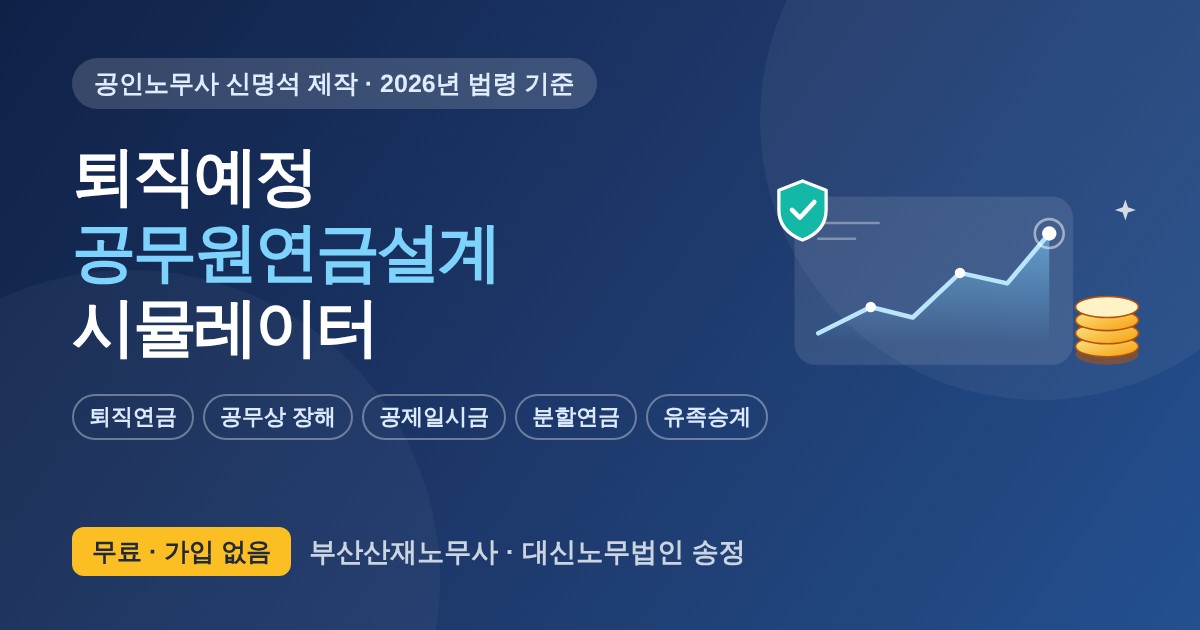 공인노무사 신명석 제작 · 2026년 법령 기준
퇴직예정
공무원연금설계
시뮬레이터
퇴직연금 공무상 장해 공제일시금 분할연금 유족승계
무료 · 가입 없음 부산산재노무사 · 대신노무법인 송정